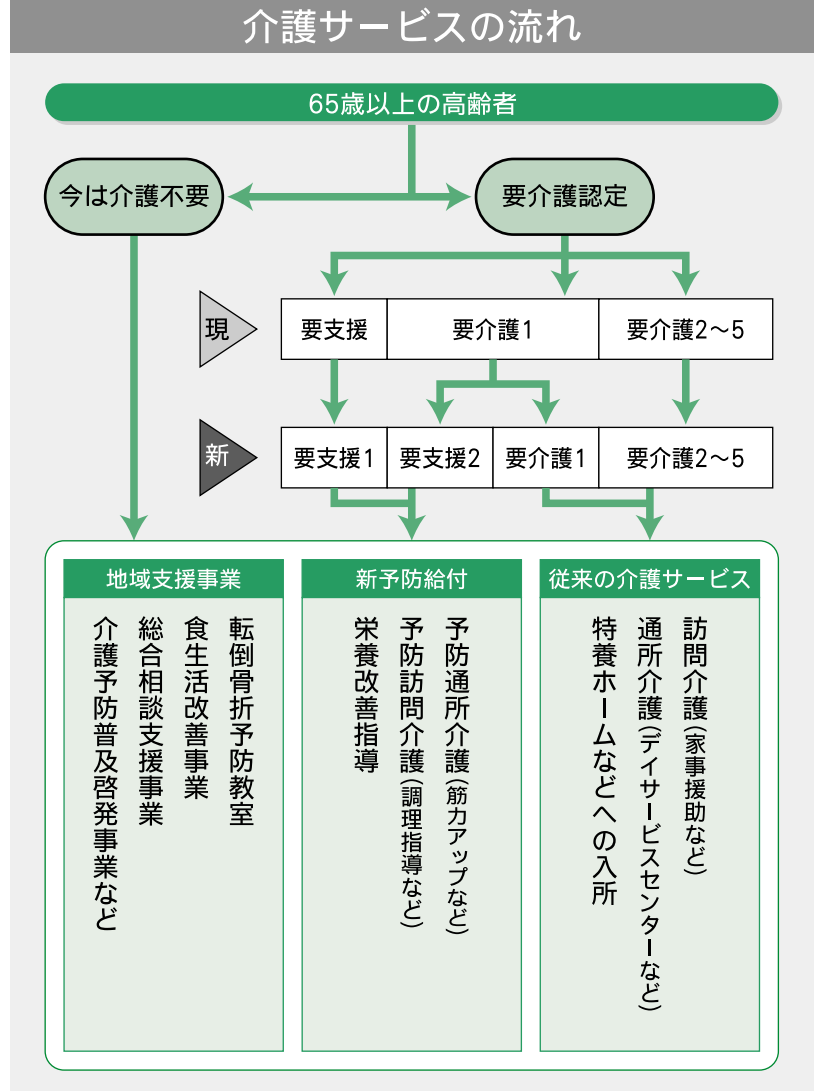 介護サービスの流れ
65歳以上の高齢者
今は介護不要
要介護認定
現
要支援
要介護1
要介護2～5
新
要支援1
要支援2
要介護1
要介護2～5
地域支援事業
転倒骨折予防教室
食生活改善事業
総合相談支援事業
介護予防普及啓発事業など
新予防給付
予防通所介護(筋力アップなど)
予防訪問介護(調理指導など)
栄養改善指導
従来の介護サービス
訪問介護(家事援助など)
通所介護(デイサービスセンターなど)
特養ホームなどへの入所